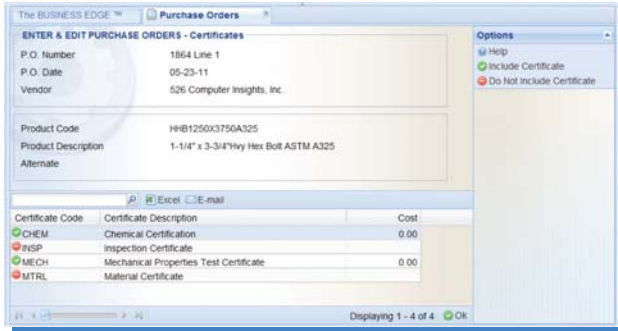 The BUSINESS EDGE ™ Purchase Orders
ENTER & EDIT PURCHASE ORDERS - Certificates
P.O. Number 1864 Line 1
P.O. Date 05-23-11
Vendor 526 Computer Insights, Inc.
Product Code HHB1250X3750A325
Product Description 1-1/4" x 3-3/4"Hvy Hex Bolt ASTM A325
Alternate
Excel E-mail
Certificate Code Certificate Description Cost
CHEM Chemical Certification 0.00
INSP Inspection Certificate
MECH Mechanical Properties Test Certificate 0.00
MTRL Material Certificate
Displaying 1 - 4 of 4 Ok
Options
Help
Include Certificate
Do Not Include Certificate